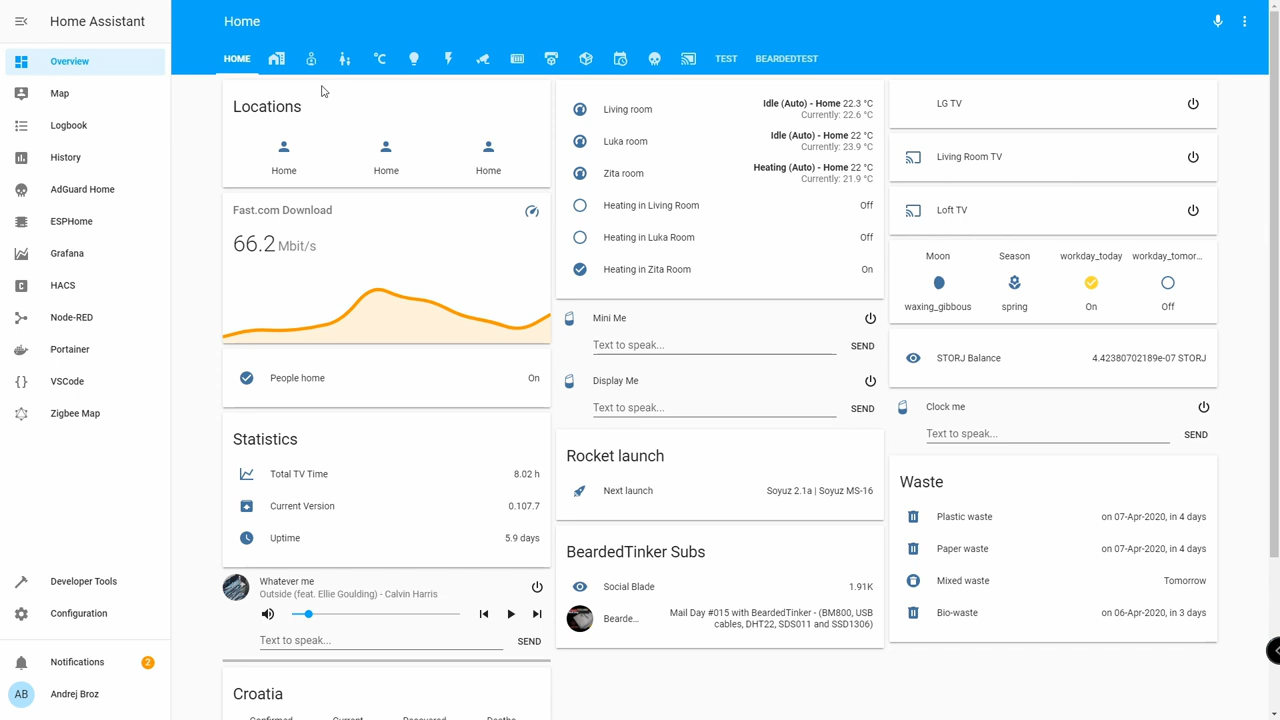 Home Assistant
Overview
Map
Logbook
History
AdGuard Home
ESPHome
Grafana
HACS
Node-RED
Portainer
VSCode
Zigbee Map
Developer Tools
Configuration
Notifications 2
AB Andrej Broz
Home
HOME TEST BEARDEDTEST
Locations
Home Home Home
Fast.com Download
66.2 Mbit/s
People home On
Statistics
Total TV Time 8.02 h
Current Version 0.107.7
Uptime 5.9 days
Whatever me
Outside (feat. Ellie Goulding) - Calvin Harris
Text to speak... SEND
Croatia
Confirmed Current Recovered Deaths
Living room Idle (Auto) - Home 22.3 °C
Currently: 22.6 °C
Luka room Idle (Auto) - Home 22 °C
Currently: 23.9 °C
Zita room Heating (Auto) - Home 22 °C
Currently: 21.9 °C
Heating in Living Room Off
Heating in Luka Room Off
Heating in Zita Room On
Mini Me
Text to speak... SEND
Display Me
Text to speak... SEND
Rocket launch
Next launch Soyuz 2.1a | Soyuz MS-16
BeardedTinker Subs
Social Blade 1.91K
Bearde... Mail Day #015 with BeardedTinker - (BM800, USB
cables, DHT22, SDS011 and SSD1306)
LG TV
Living Room TV
Loft TV
Moon Season workday_today workday_tomor...
waxing_gibbous spring On Off
STORJ Balance 4.42380702189e-07 STORJ
Clock me
Text to speak... SEND
Waste
Plastic waste on 07-Apr-2020, in 4 days
Paper waste on 07-Apr-2020, in 4 days
Mixed waste Tomorrow
Bio-waste on 06-Apr-2020, in 3 days